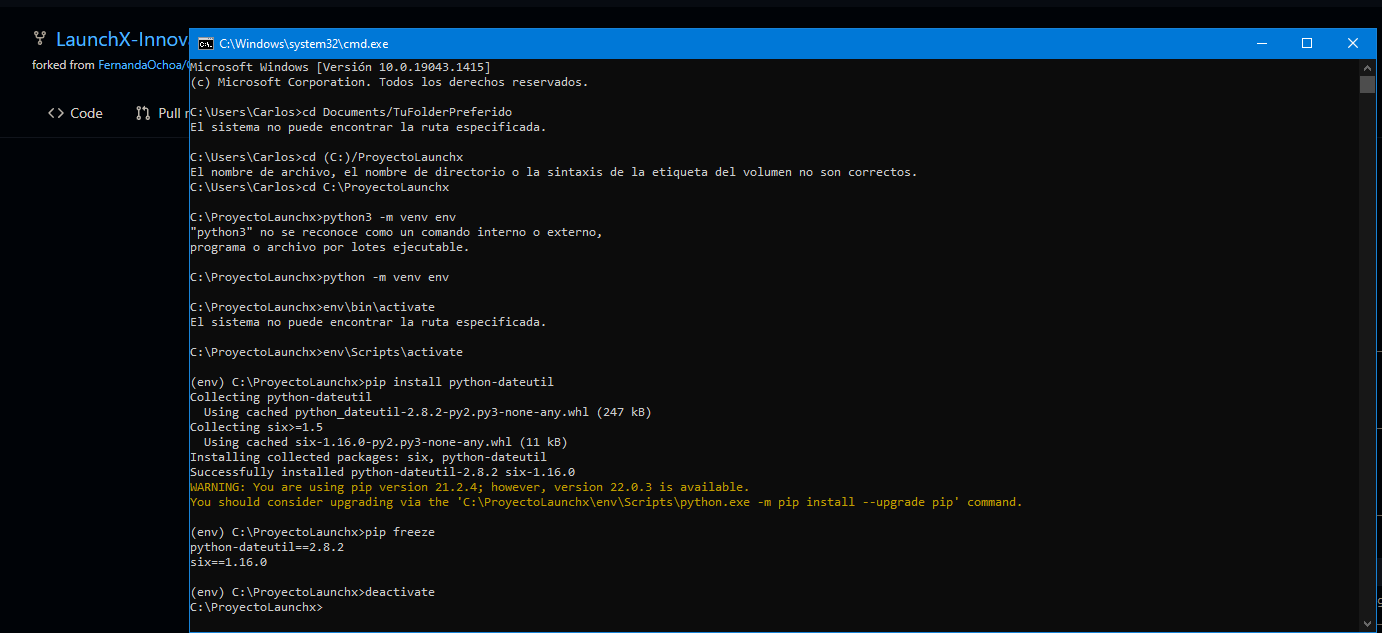 LaunchX-Innov
forked from FernandaOchoa/
Code
Pull r
C:\Windows\system32\cmd.exe
Microsoft Windows [Versión 10.0.19043.1415]
(c) Microsoft Corporation. Todos los derechos reservados.
C:\Users\Carlos>cd Documents/TuFolderPreferido
El sistema no puede encontrar la ruta especificada.
C:\Users\Carlos>cd (C:)/ProyectoLaunchx
El nombre de archivo, el nombre de directorio o la sintaxis de la etiqueta del volumen no son correctos.
C:\Users\Carlos>cd C:\ProyectoLaunchx
C:\ProyectoLaunchx>python3 -m venv env
"python3" no se reconoce como un comando interno o externo,
programa o archivo por lotes ejecutable.
C:\ProyectoLaunchx>python -m venv env
C:\ProyectoLaunchx>env\bin\activate
El sistema no puede encontrar la ruta especificada.
C:\ProyectoLaunchx>env\Scripts\activate
(env) C:\ProyectoLaunchx>pip install python-dateutil
Collecting python-dateutil
  Using cached python_dateutil-2.8.2-py2.py3-none-any.whl (247 kB)
Collecting six>=1.5
  Using cached six-1.16.0-py2.py3-none-any.whl (11 kB)
Installing collected packages: six, python-dateutil
Successfully installed python-dateutil-2.8.2 six-1.16.0
WARNING: You are using pip version 21.2.4; however, version 22.0.3 is available.
You should consider upgrading via the 'C:\ProyectoLaunchx\env\Scripts\python.exe -m pip install --upgrade pip' command.
(env) C:\ProyectoLaunchx>pip freeze
python-dateutil==2.8.2
six==1.16.0
(env) C:\ProyectoLaunchx>deactivate
C:\ProyectoLaunchx>